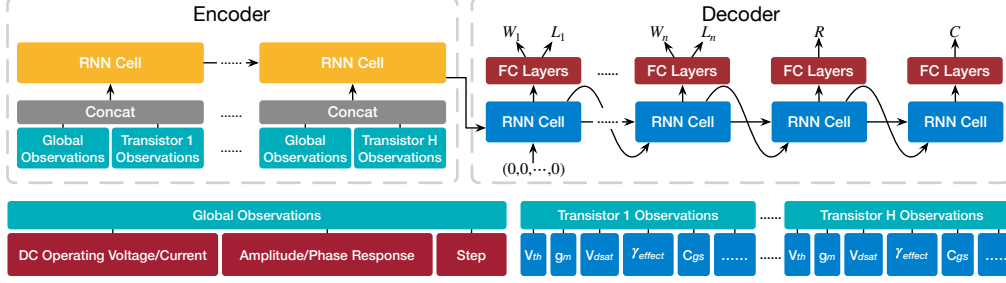 Encoder
RNN Cell
......
RNN Cell
Concat
......
Concat
Global
Observations
Transistor 1
Observations
......
Global
Observations
Transistor H
Observations
Decoder
W1 L1
Wn Ln
R
C
FC Layers
......
FC Layers
FC Layers
FC Layers
RNN Cell
......
RNN Cell
RNN Cell
RNN Cell
(0,0,⋯,0)
Global Observations
DC Operating Voltage/Current
Amplitude/Phase Response
Step
Transistor 1 Observations
......
Transistor H Observations
Vth gm Vdsat γeffect Cgs ......
......
Vth gm Vdsat γeffect Cgs ......